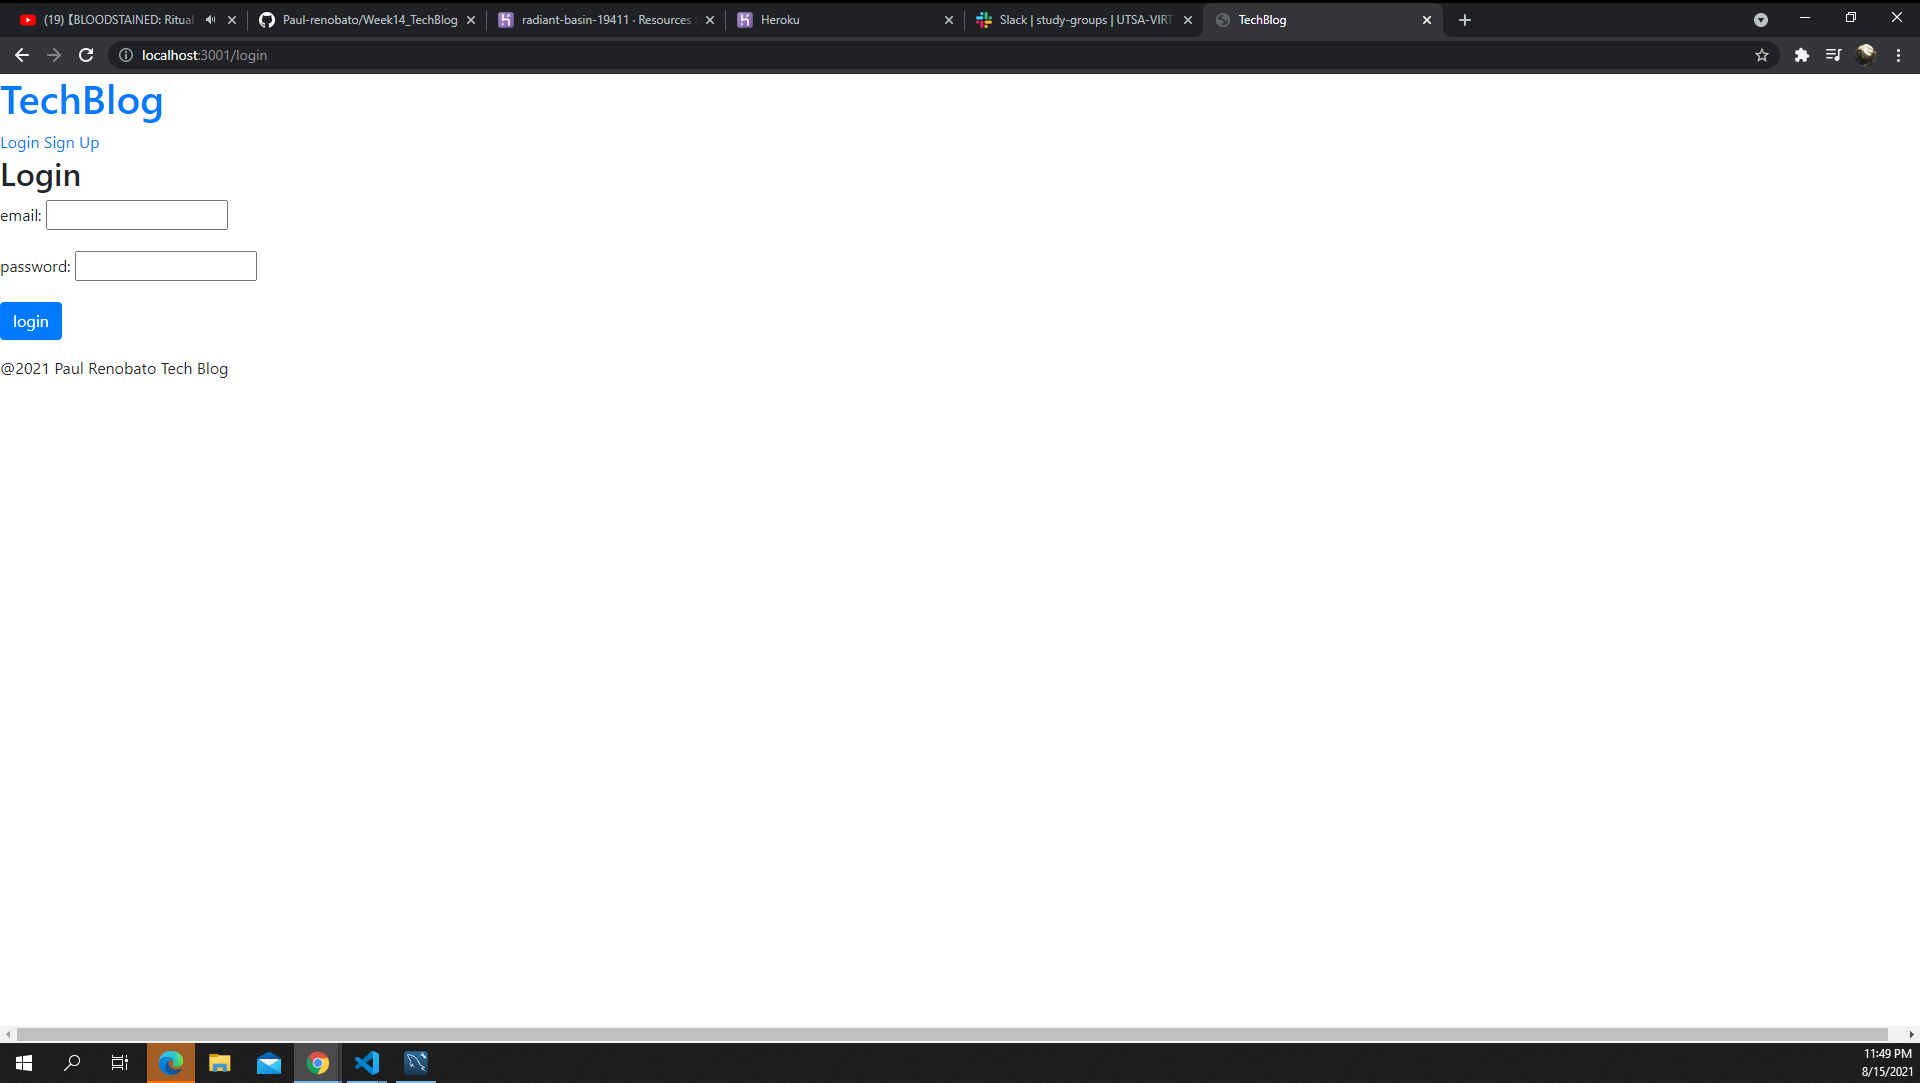 (19) 【BLOODSTAINED: Ritual
Paul-renobato/Week14_TechBlog
radiant-basin-19411 · Resources
Heroku
Slack | study-groups | UTSA-VIRT
TechBlog
localhost:3001/login
TechBlog
Login Sign Up
Login
email:
password:
login
@2021 Paul Renobato Tech Blog
11:49 PM
8/15/2021